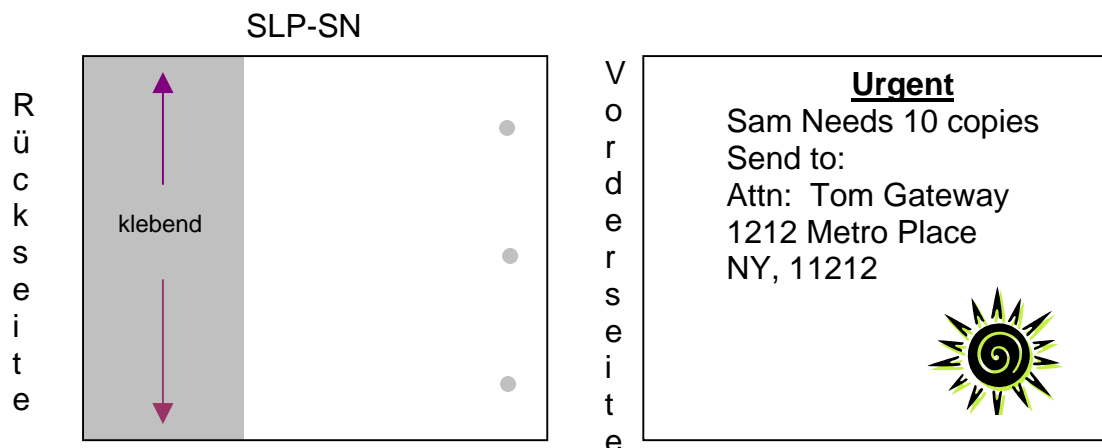 SLP-SN
Rückseite
klebend
Vorderseite
Urgent
Sam Needs 10 copies
Send to:
Attn:  Tom Gateway
1212 Metro Place
NY, 11212